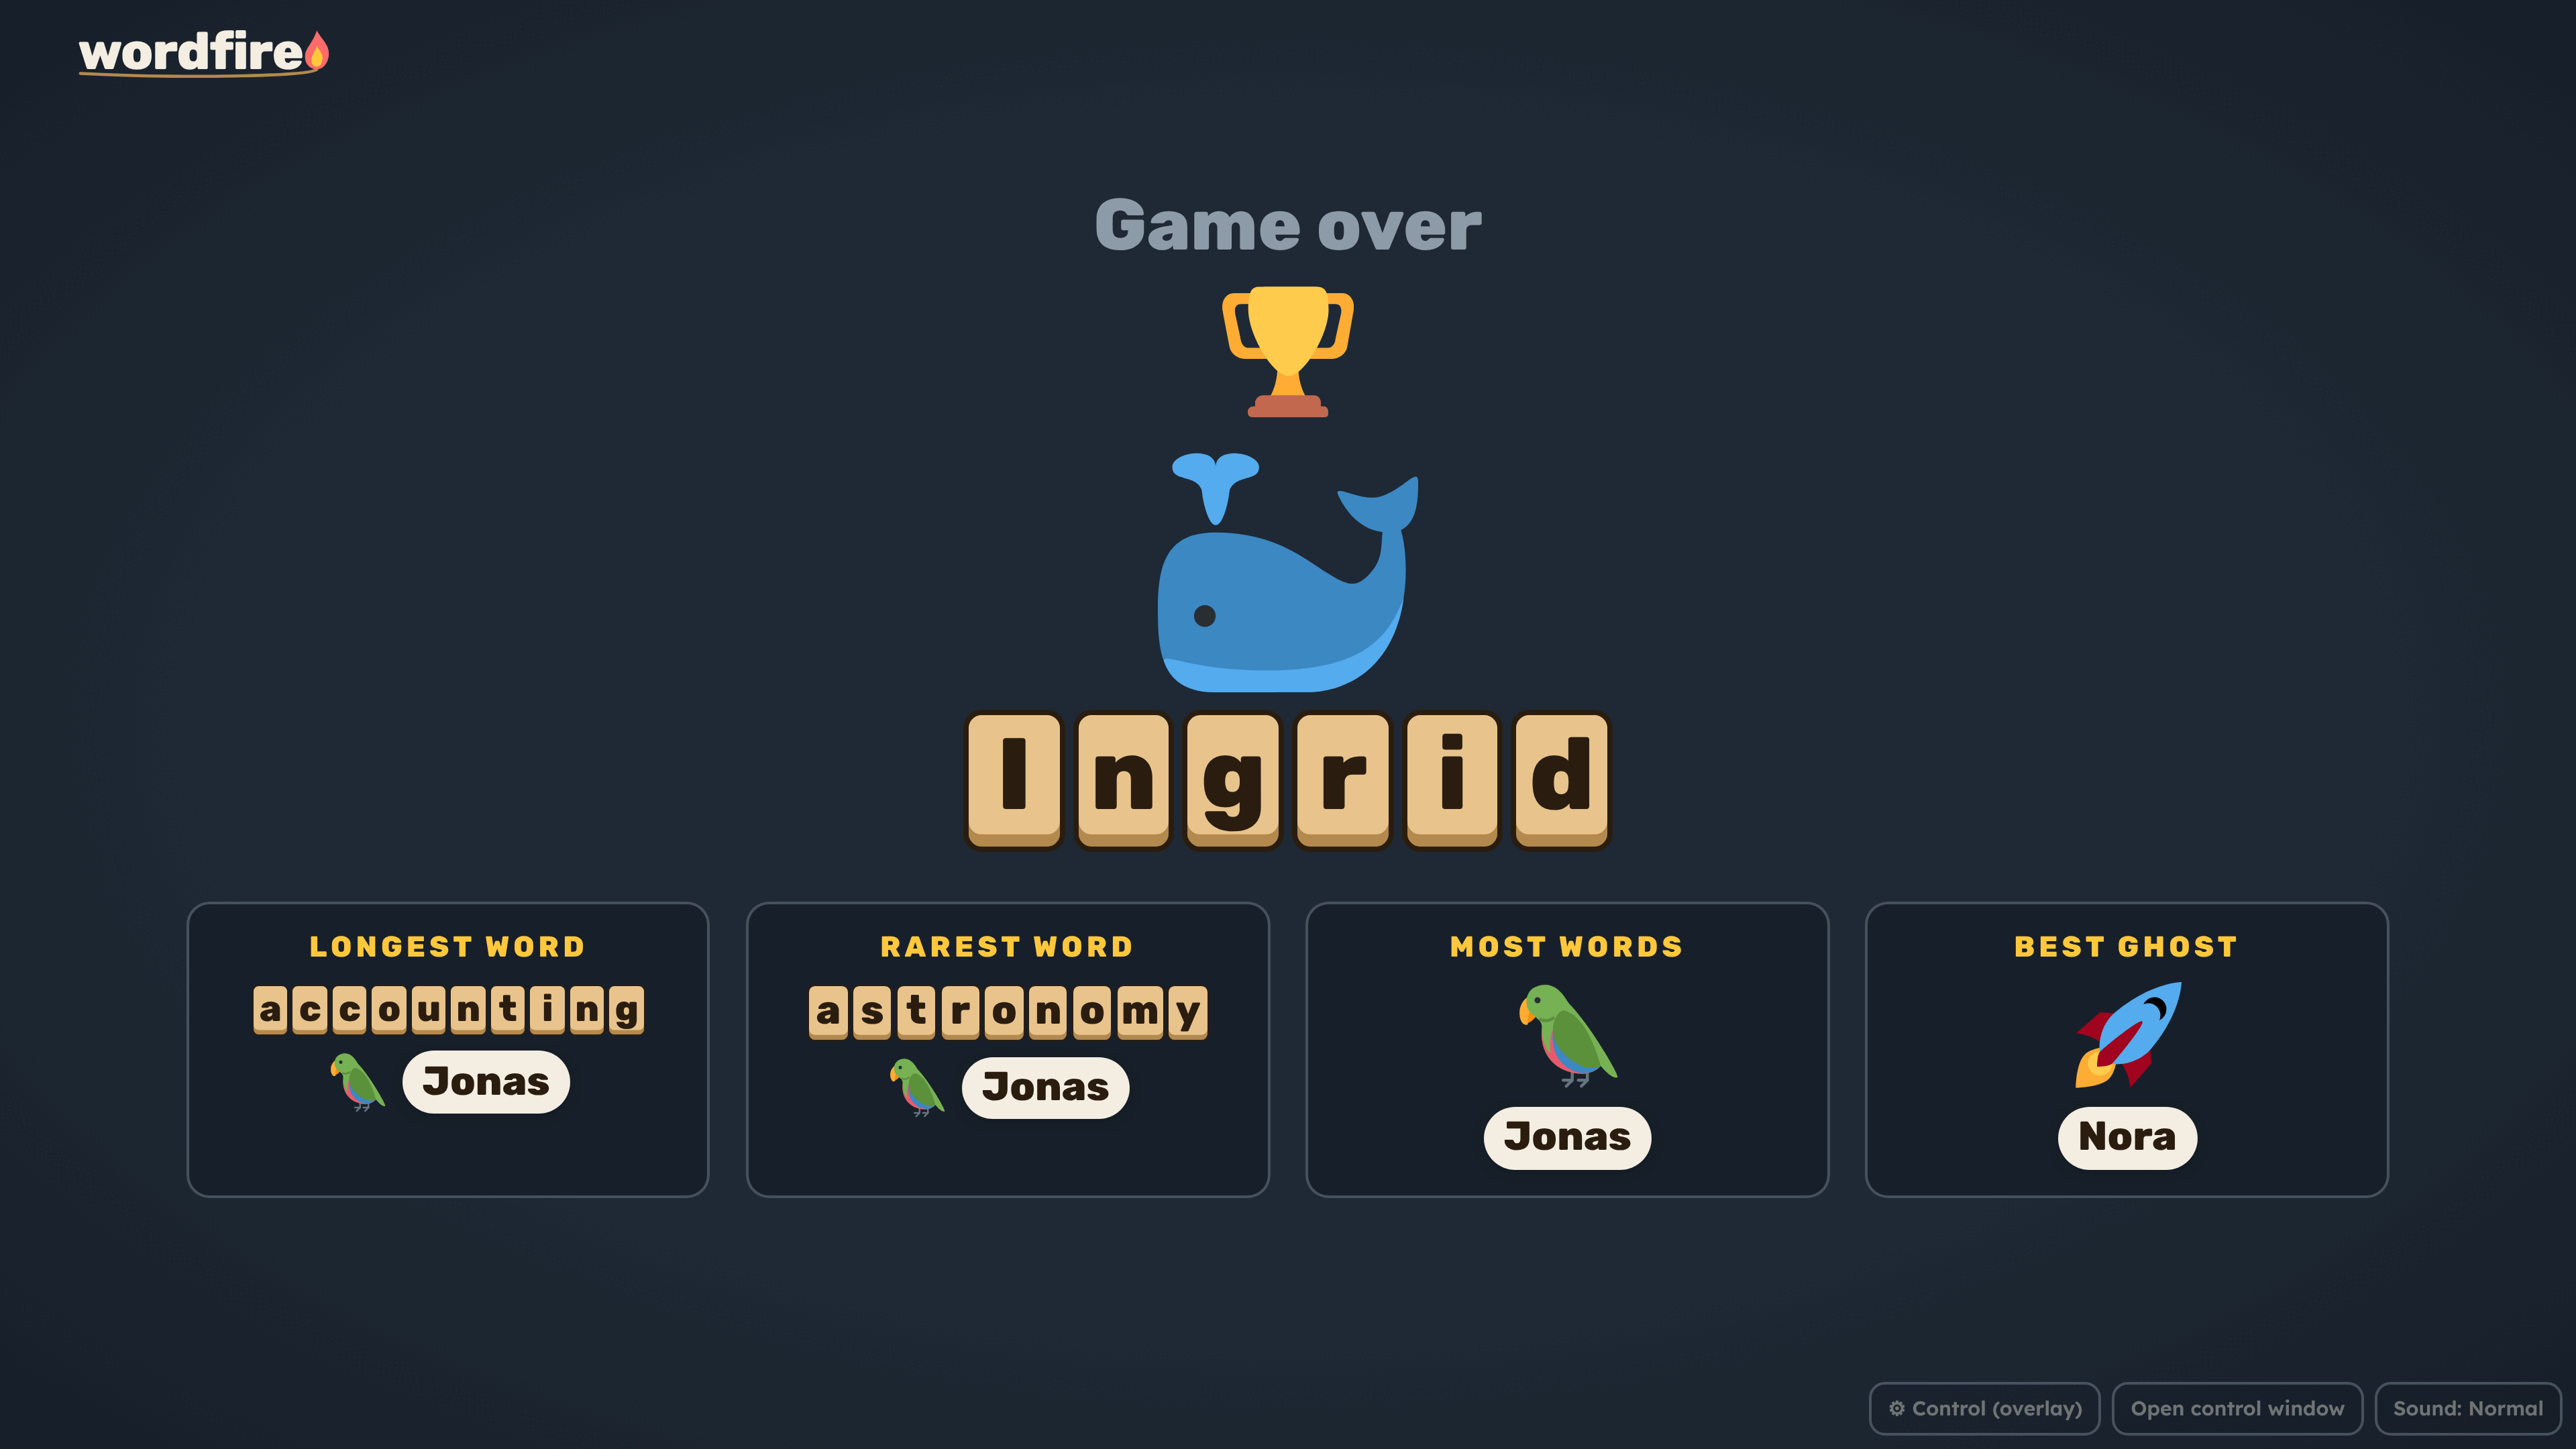 wordfire
Game over
Ingrid
LONGEST WORD
accounting
Jonas
RAREST WORD
astronomy
Jonas
MOST WORDS
Jonas
BEST GHOST
Nora
⚙ Control (overlay)
Open control window
Sound: Normal